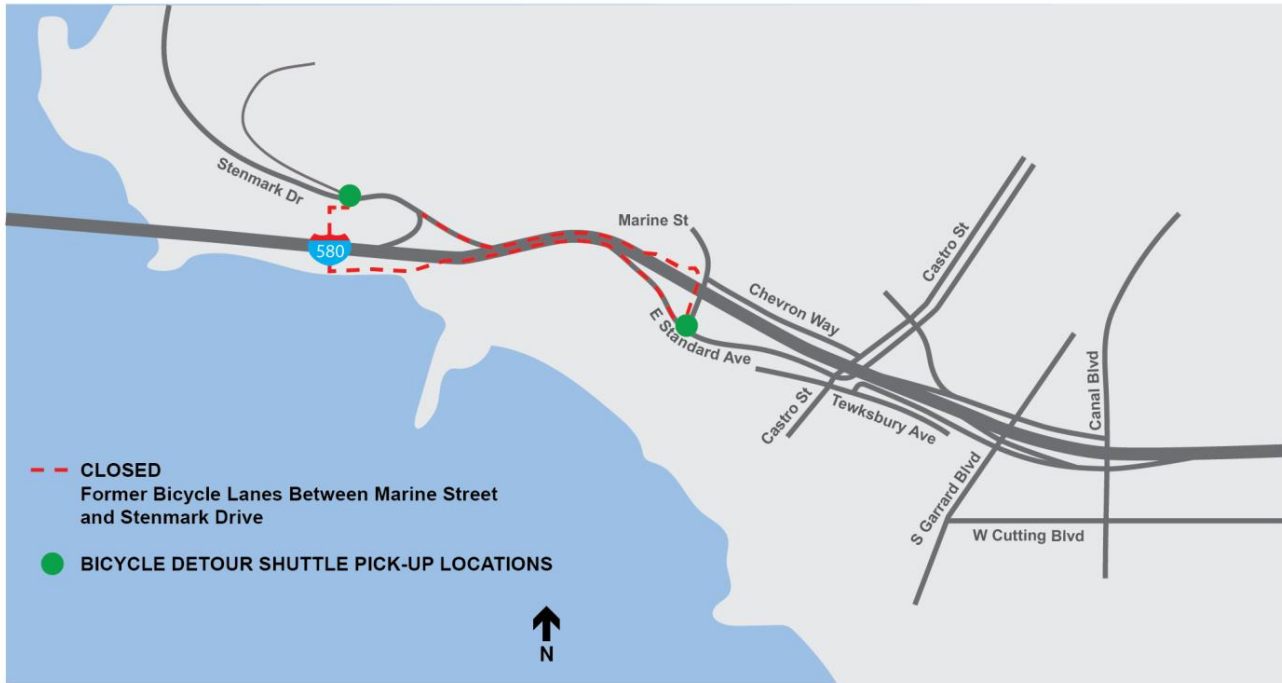 Stenmark Dr
580
Marine St
E Standard Ave
Chevron Way
Castro St
Castro St
Tewksbury Ave
Canal Blvd
S Garrard Blvd
W Cutting Blvd
CLOSED
Former Bicycle Lanes Between Marine Street
and Stenmark Drive
BICYCLE DETOUR SHUTTLE PICK-UP LOCATIONS
N